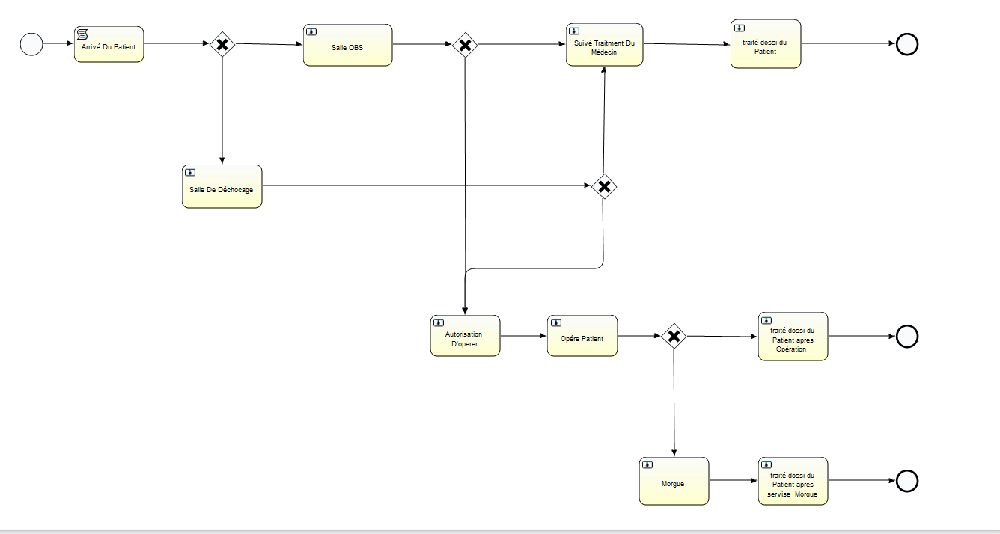 Arrivé Du Patient
Salle OBS
Suivé Traitment Du
Médecin
traité dossi du
Patient
Salle De Déchocage
Autorisation
D'operer
Opére Patient
traité dossi du
Patient apres
Opération
Morgue
traité dossi du
Patient apres
servise Morgue